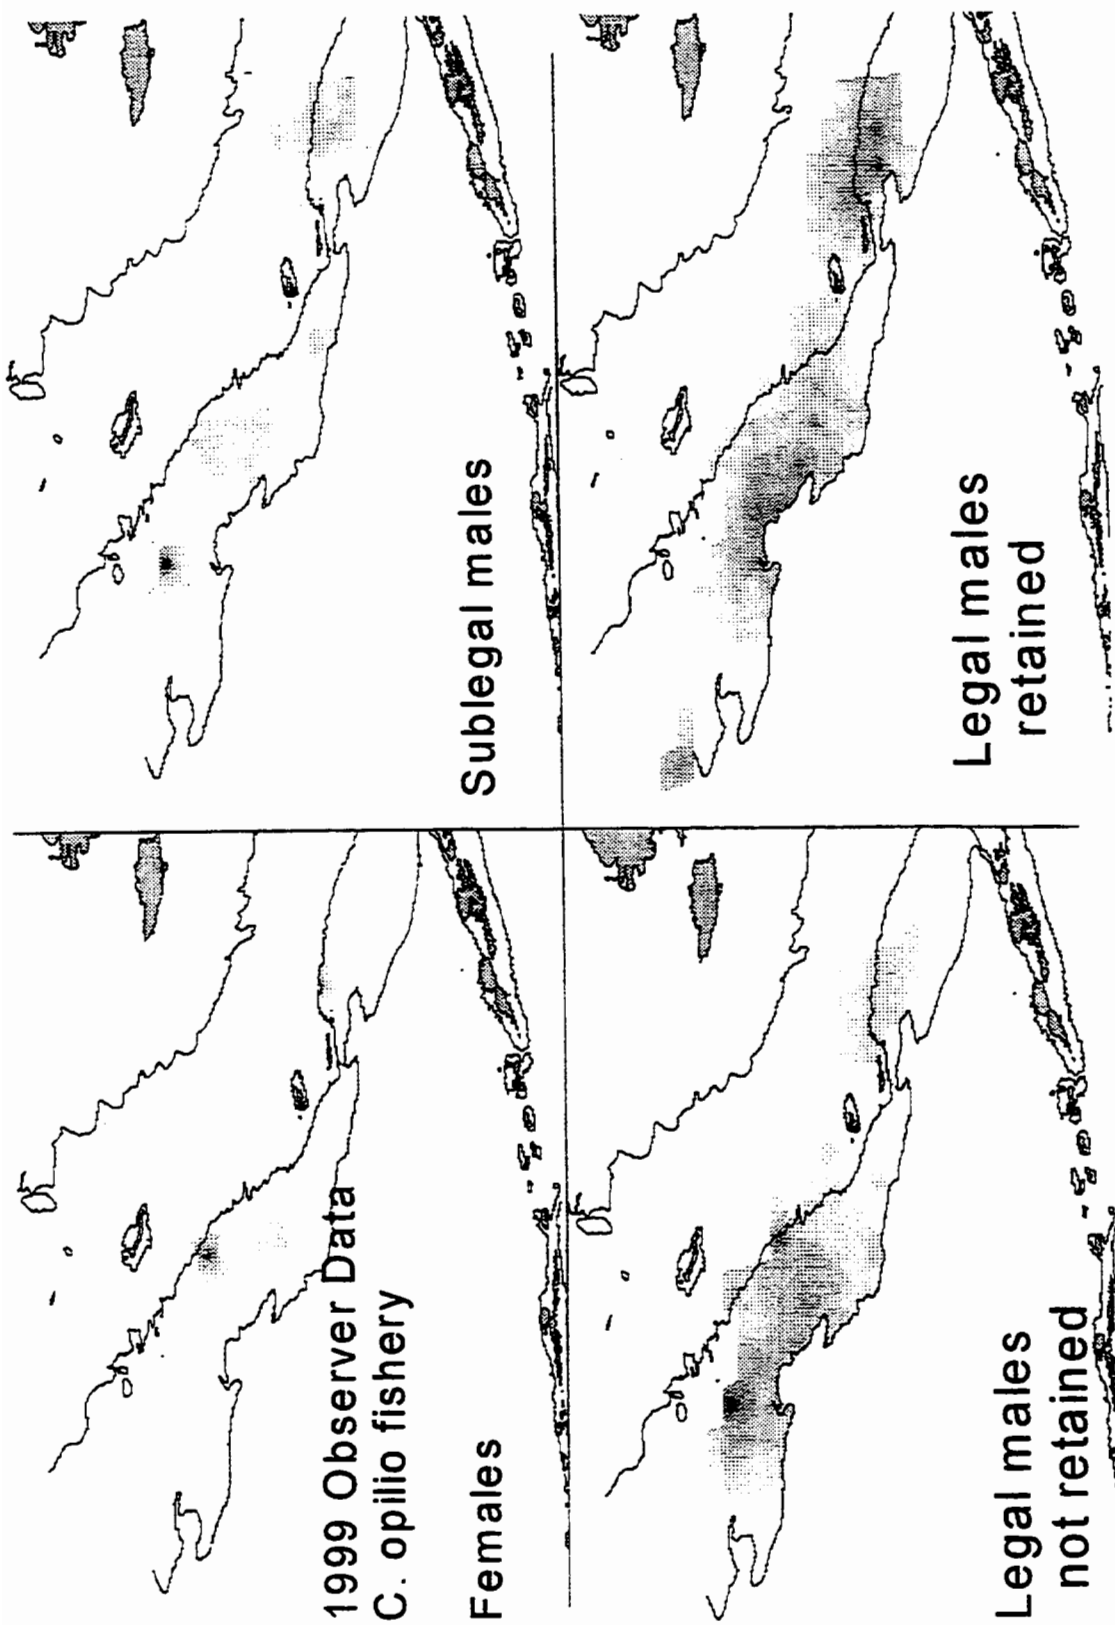 1999 Observer Data
C. opilio fishery
Females
Sublegal males
Legal males
not retained
Legal males
retained